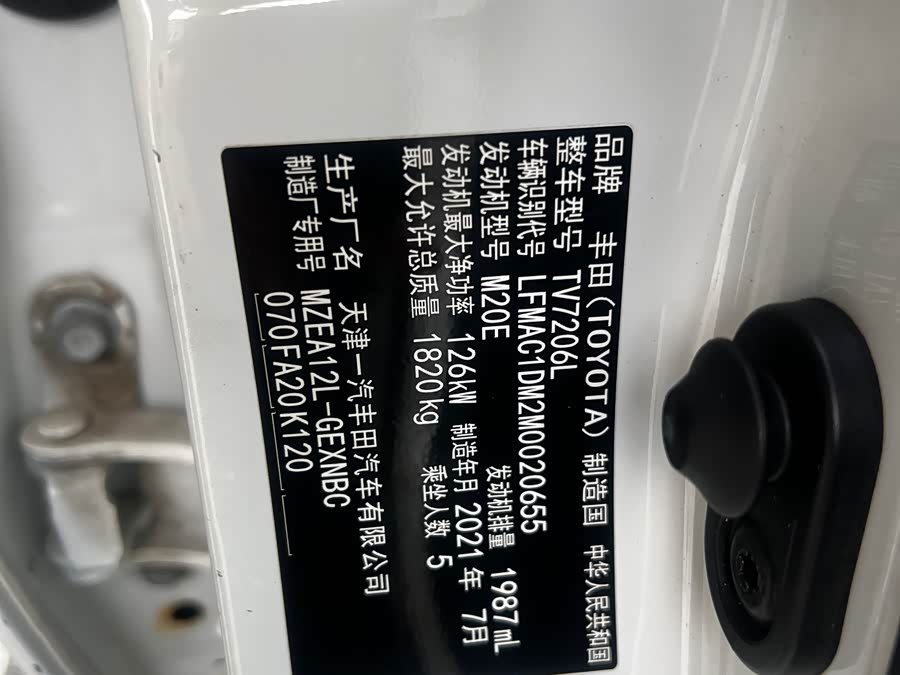 品牌 丰田(TOYOTA) 制造国 中华人民共和国
整车型号 TV7206L
车辆识别代号 LFMAC1DM2M0020655
发动机型号 M20E 发动机排量 1987mL
发动机最大净功率 126kW 制造年月 2021年 7月
最大允许总质量 1820kg 乘坐人数 5
生产厂名 天津一汽丰田汽车有限公司
制造厂专用号 MZEA12L-GEXNBC
070FA20K120